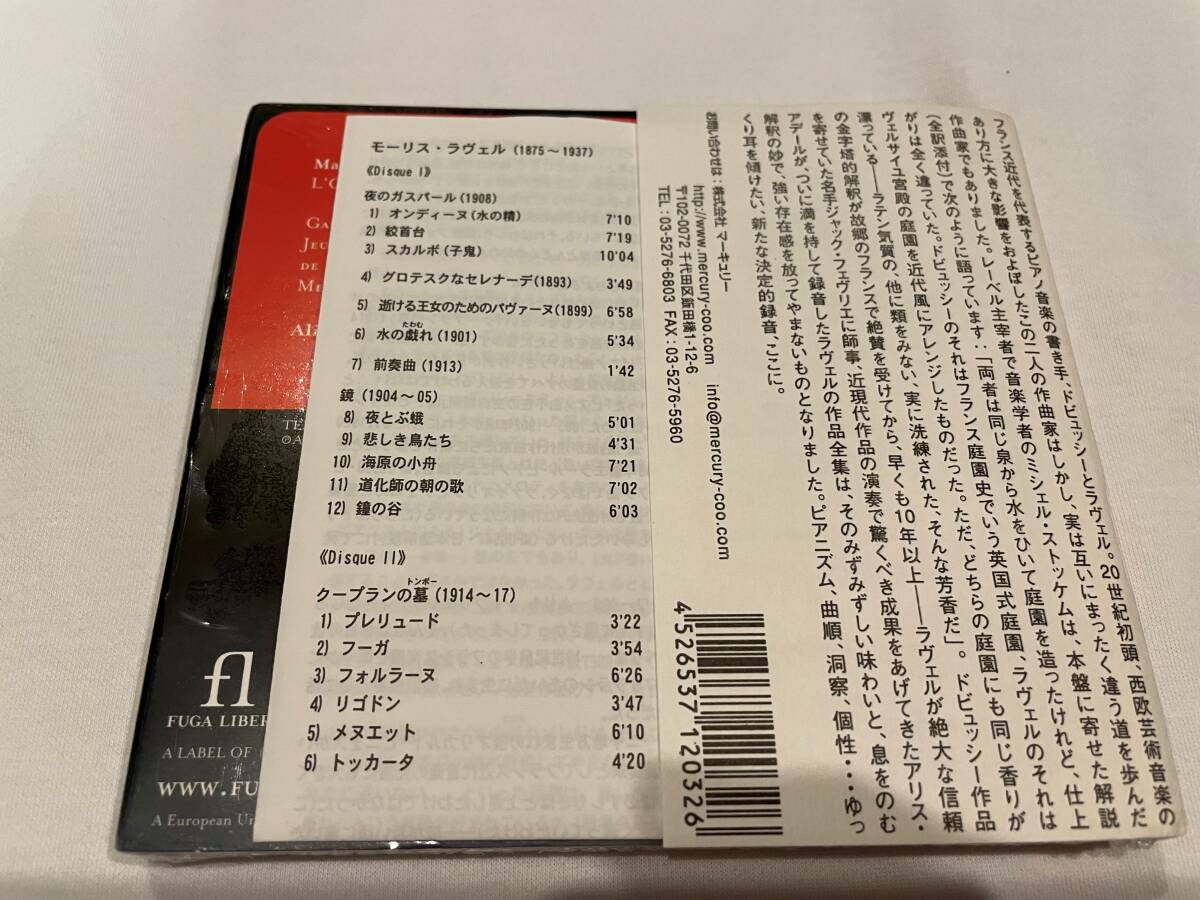 モーリス・ラヴェル (1875～1937)
《Disque I》
夜のガスパール(1908)
1) オンディーヌ(水の精) 7'10
2) 絞首台 7'19
3) スカルボ(子鬼) 10'04
4) グロテスクなセレナーデ(1893) 3'49
5) 逝ける王女のためのパヴァーヌ(1899) 6'58
6) 水の戯れ(1901) 5'34
たわむ
7) 前奏曲(1913) 1'42
鏡(1904～05)
8) 夜とぶ蛾 5'01
9) 悲しき鳥たち 4'31
10) 海原の小舟 7'21
11) 道化師の朝の歌 7'02
12) 鐘の谷 6'03
《Disque II》
クープランの墓(1914～17)
トンボー
1) プレリュード 3'22
2) フーガ 3'54
3) フォルラーヌ 6'26
4) リゴドン 3'47
5) メヌエット 6'10
6) トッカータ 4'20
フランス近代を代表するピアノ音楽の書き手、ドビュッシーとラヴェル。20世紀初頭、西欧芸術音楽の
あり方に大きな影響をおよぼしたこの二人の作曲家はしかし、実は互いにまったく違う道を歩んだ
作曲家でもありました。レーベル主宰者で音楽学者のミシェル・ストッケムは、本盤に寄せた解説
(全訳添付)で次のように語っています:「両者は同じ泉から水をひいて庭園を造ったけれど、仕上
がりは全く違っていた。ドビュッシーのそれはフランス庭園史でいう英国式庭園、ラヴェルのそれは
ヴェルサイユ宮殿の庭園を近代風にアレンジしたものだった。ただ、どちらの庭園にも同じ香りが
漂っている――ラテン気質の、他に類をみない、実に洗練された、そんな芳香だ」。ドビュッシー作品
の金字塔的解釈が故郷のフランスで絶賛を受けてから、早くも10年以上――ラヴェルが絶大な信頼
を寄せていた名手ジャック・フェヴリエに師事、近現代作品の演奏で驚くべき成果をあげてきたアリス・
アデールが、ついに満を持して録音したラヴェルの作品全集は、そのみずみずしい味わいと、息をのむ
解釈の妙で、強い存在感を放ってやまないものとなりました。ピアニズム、曲順、洞察、個性・・・ゆっ
くり耳を傾けたい、新たな決定的録音、ここに。
お問い合わせは:株式会社 マーキュリー
http://www.mercury-coo.com info@mercury-coo.com
〒102-0072 千代田区飯田橋1-12-6
TEL:03-5276-6803 FAX:03-5276-5960
4 526537 120326
Ma
L'O
GA
JEU
DE
ME
fl
FUGA LIBER
A LABEL OF
WWW.FU
A European Un